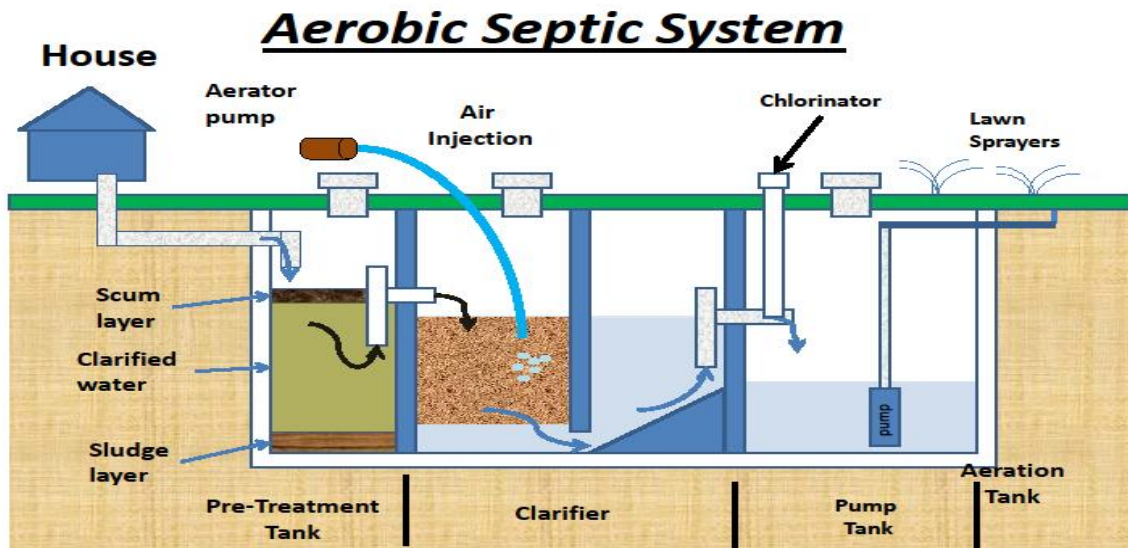 Aerobic Septic System
House
Aerator
pump
Air
Injection
Chlorinator
Lawn
Sprayers
Scum
layer
Clarified
water
Sludge
layer
pump
Pre-Treatment
Tank
Clarifier
Pump
Tank
Aeration
Tank